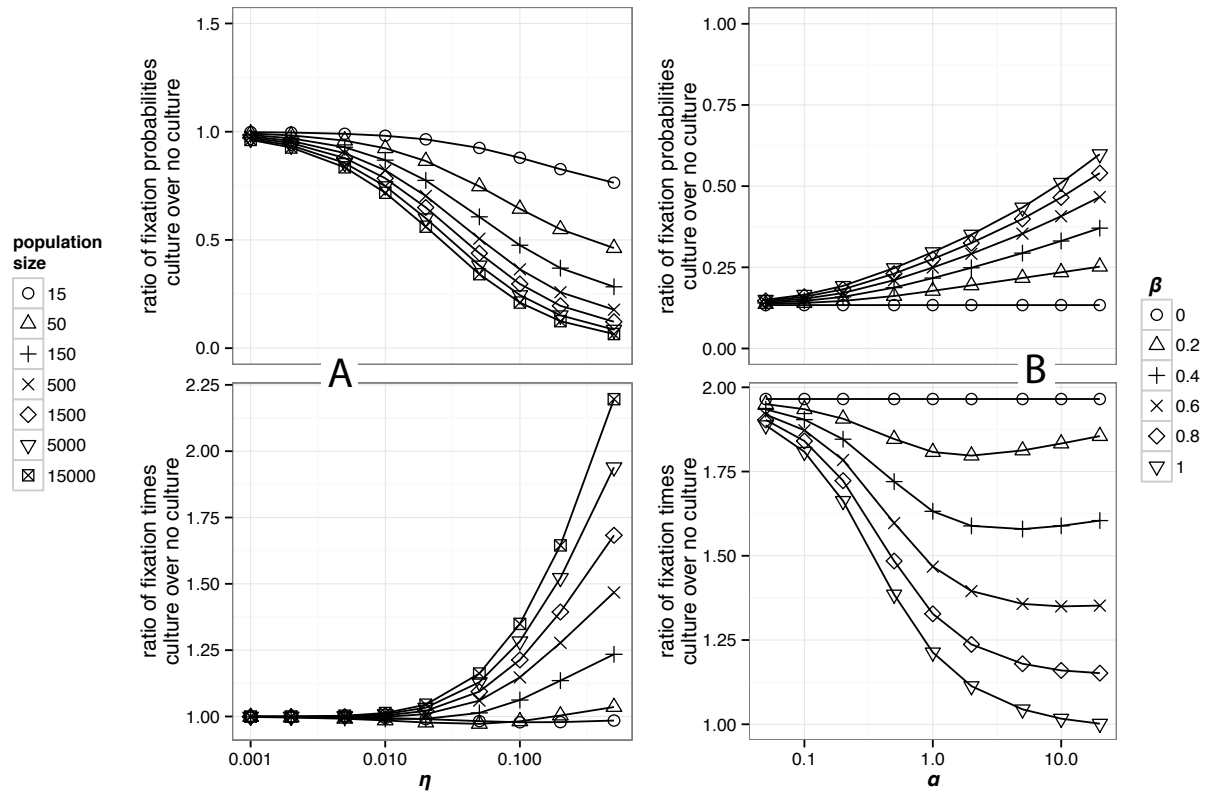 population
size
15
50
150
500
1500
5000
15000
A
ratio of fixation probabilities
culture over no culture
1.5
1.0
0.5
0.0
ratio of fixation times
culture over no culture
2.25
2.00
1.75
1.50
1.25
1.00
0.001
0.010
0.100
η
B
ratio of fixation probabilities
culture over no culture
1.00
0.75
0.50
0.25
0.00
ratio of fixation times
culture over no culture
2.00
1.75
1.50
1.25
1.00
0.1
1.0
10.0
α
β
0
0.2
0.4
0.6
0.8
1